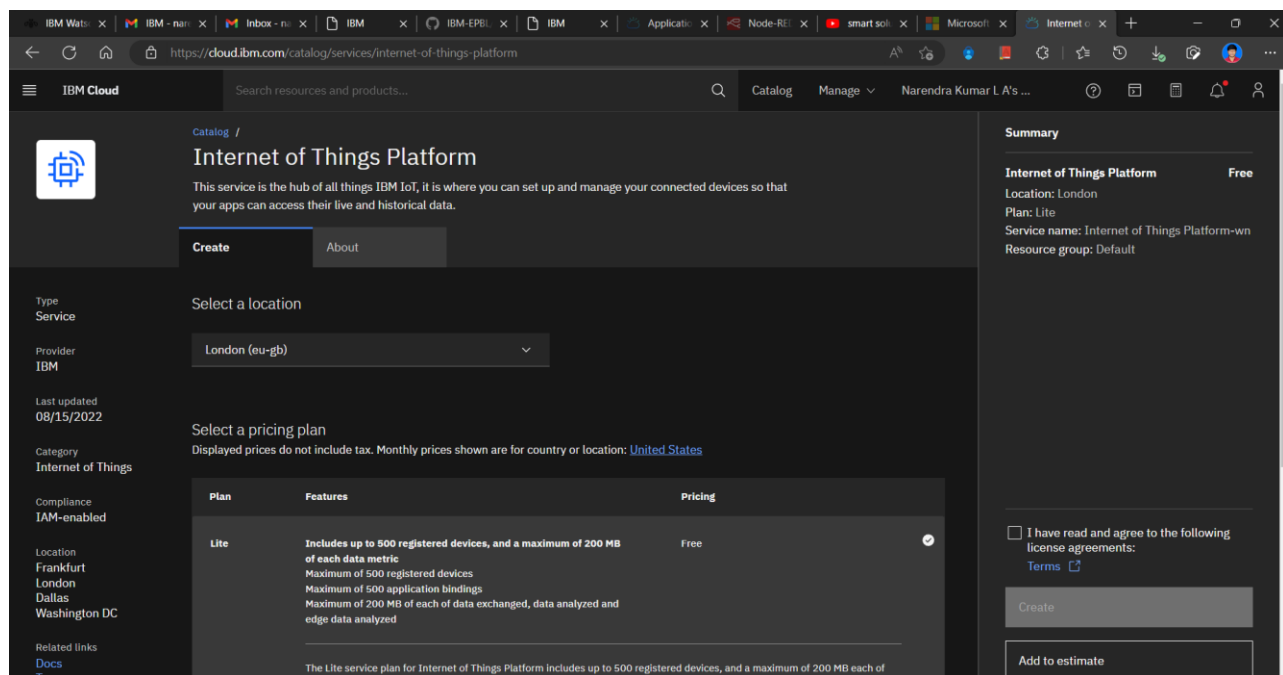 IBM Wats
IBM - nar
Inbox - na
IBM
IBM-EPBL
IBM
Applicatio
Node-RE
smart solu
Microsoft
Internet o
https://cloud.ibm.com/catalog/services/internet-of-things-platform
IBM Cloud
Search resources and products...
Catalog
Manage
Narendra Kumar L A's ...
Catalog /
Internet of Things Platform
This service is the hub of all things IBM IoT, it is where you can set up and manage your connected devices so that
your apps can access their live and historical data.
Create
About
Type
Service
Provider
IBM
Last updated
08/15/2022
Category
Internet of Things
Compliance
IAM-enabled
Location
Frankfurt
London
Dallas
Washington DC
Related links
Docs
Select a location
London (eu-gb)
Select a pricing plan
Displayed prices do not include tax. Monthly prices shown are for country or location: United States
Plan
Features
Pricing
Lite
Includes up to 500 registered devices, and a maximum of 200 MB
of each data metric
Maximum of 500 registered devices
Maximum of 500 application bindings
Maximum of 200 MB of each of data exchanged, data analyzed and
edge data analyzed
Free
The Lite service plan for Internet of Things Platform includes up to 500 registered devices, and a maximum of 200 MB each of
Summary
Internet of Things Platform Free
Location: London
Plan: Lite
Service name: Internet of Things Platform-wn
Resource group: Default
I have read and agree to the following
license agreements:
Terms
Create
Add to estimate